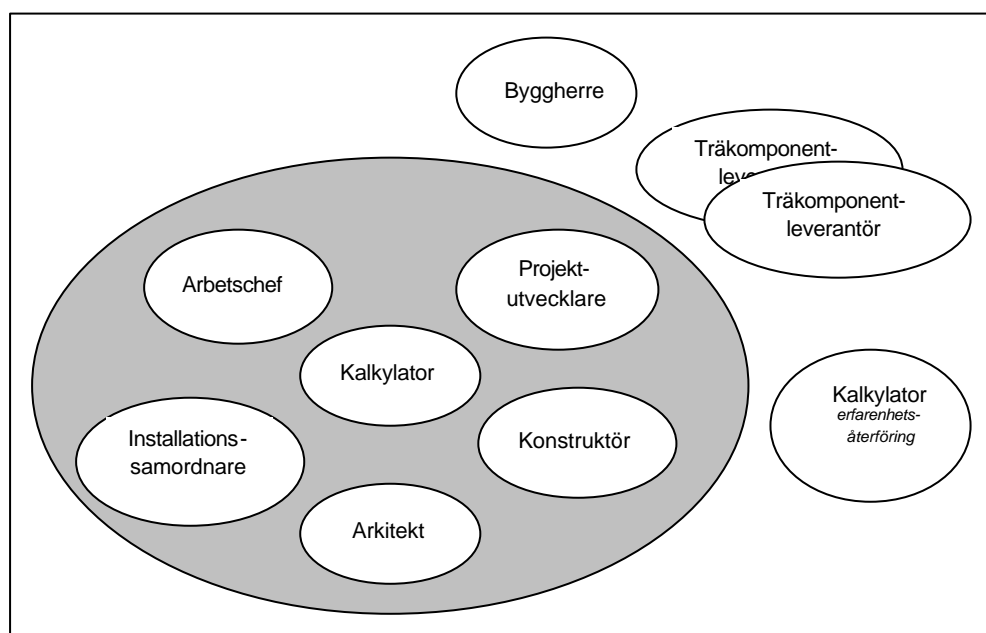 Byggherre
Träkomponent-
Träkomponent-
leverantör
Arbetschef
Projekt-
utvecklare
Kalkylator
Kalkylator
erfarenhets-
återföring
Installations-
samordnare
Konstruktör
Arkitekt